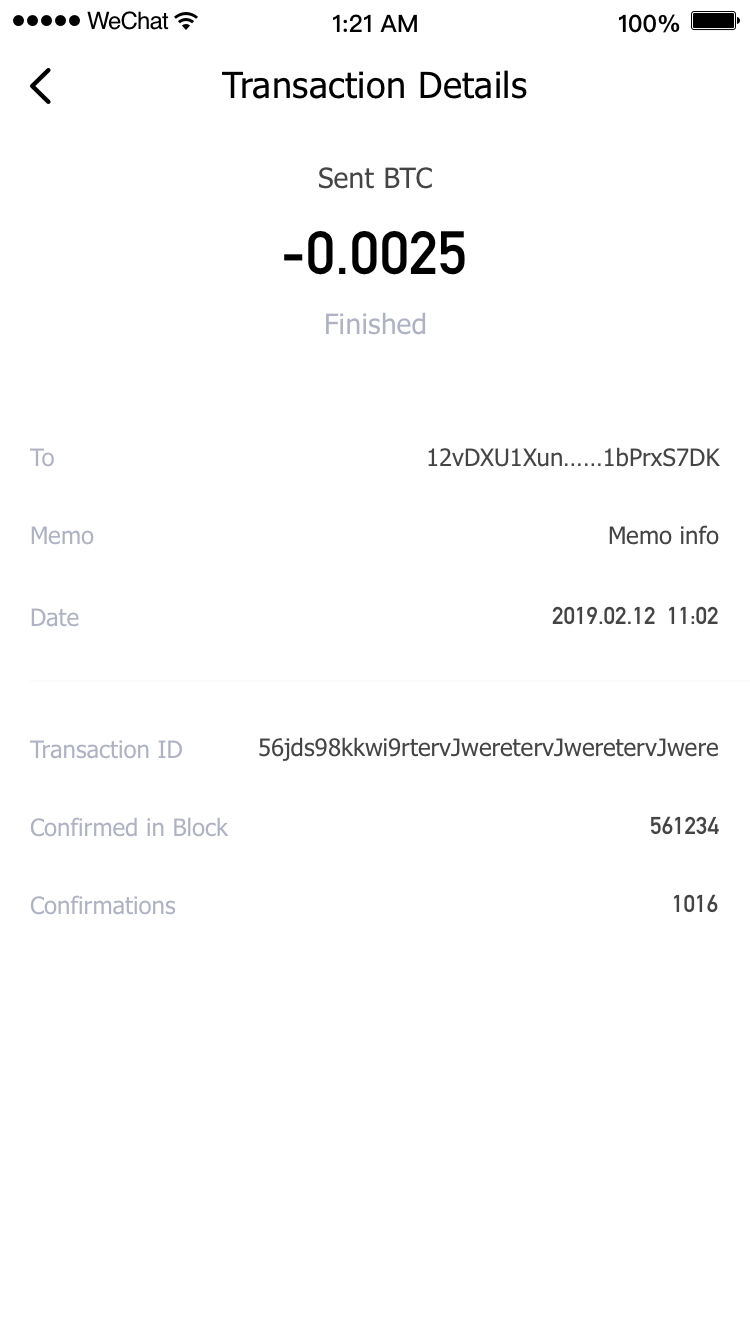 WeChat 1:21 AM 100%
Transaction Details
Sent BTC
-0.0025
Finished
To 12vDXU1Xun......1bPrxS7DK
Memo Memo info
Date 2019.02.12 11:02
Transaction ID 56jds98kkwi9rtervJweretervJweretervJwere
Confirmed in Block 561234
Confirmations 1016